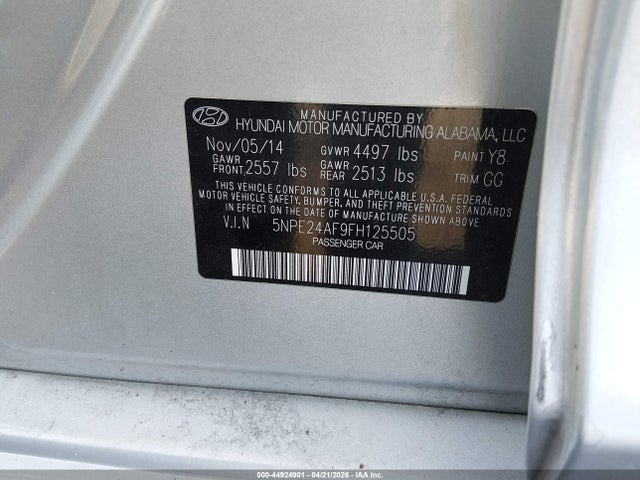 MANUFACTURED BY
HYUNDAI MOTOR MANUFACTURING ALABAMA, LLC
Nov/05/14 GVWR 4497 lbs PAINT Y8
GAWR FRONT 2557 lbs GAWR REAR 2513 lbs TRIM GG
THIS VEHICLE CONFORMS TO ALL APPLICABLE U.S.A. FEDERAL
MOTOR VEHICLE SAFETY, BUMPER, AND THEFT PREVENTION
STANDARDS IN EFFECT ON THE DATE OF MANUFACTURE SHOWN ABOVE
V.I.N 5NPE24AF9FH125505
PASSENGER CAR
000-44924901 - 04/21/2026 - IAAI.COM